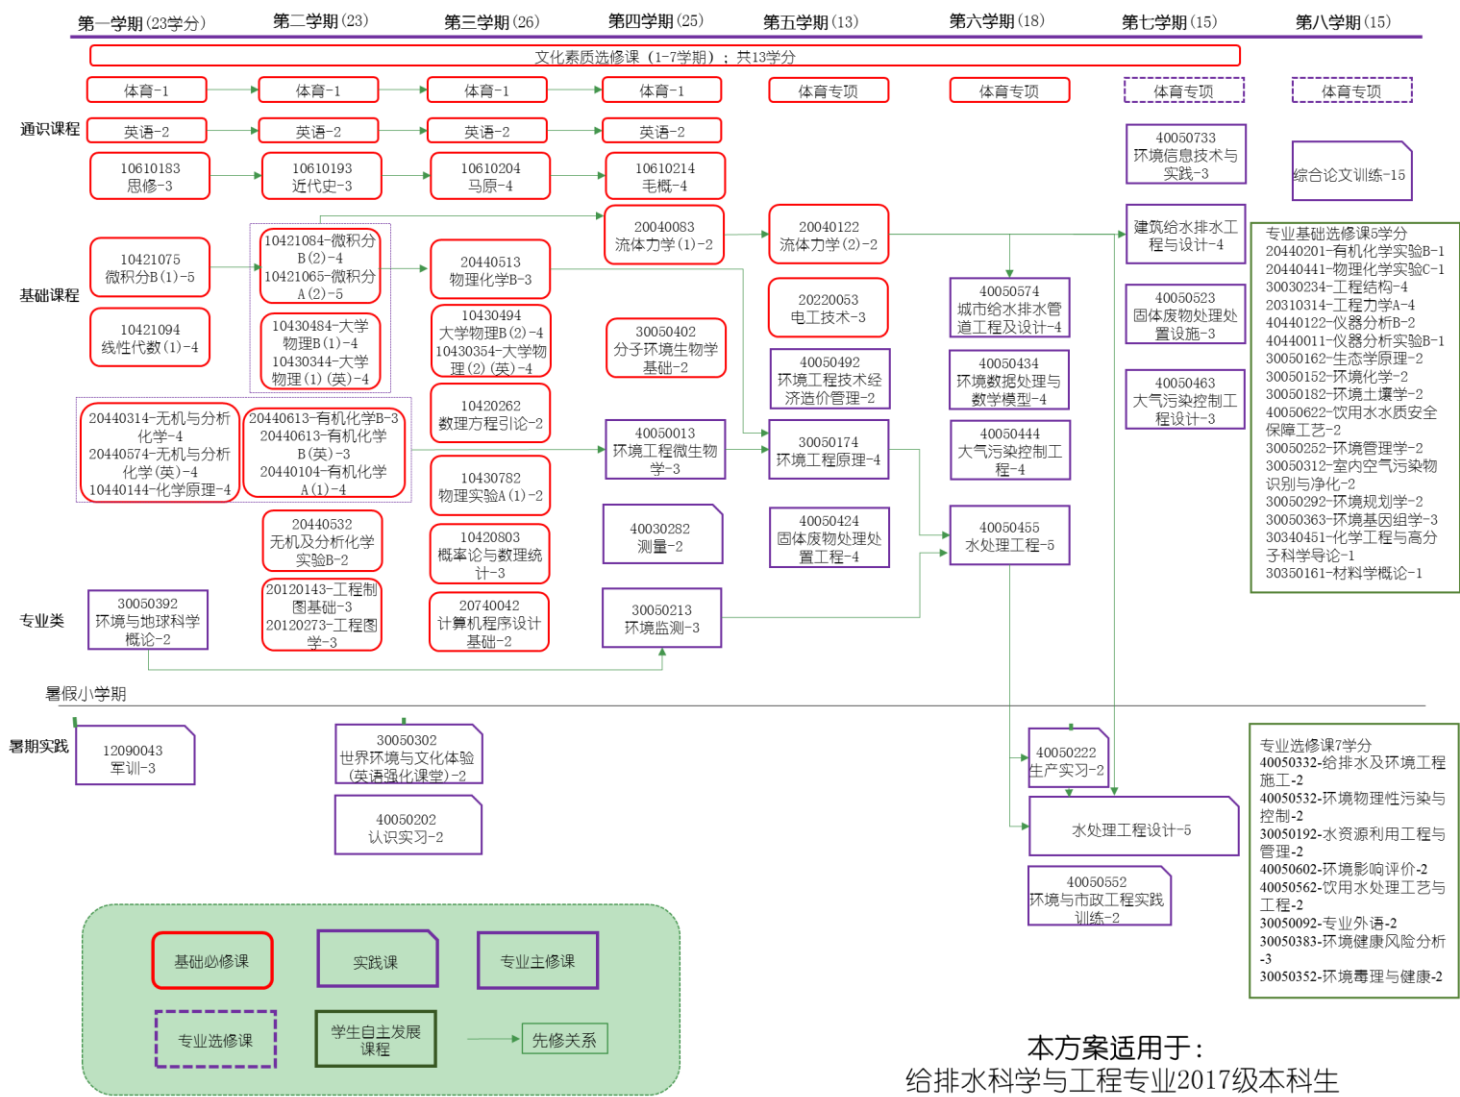 第一学期(23学分)
第二学期(23)
第三学期(26)
第四学期(25)
第五学期(13)
第六学期(18)
第七学期(15)
第八学期(15)
文化素质选修课（1-7学期）；共13学分
体育-1
体育-1
体育-1
体育-1
体育专项
体育专项
体育专项
体育专项
通识课程
英语-2
英语-2
英语-2
英语-2
10610183
思修-3
10610193
近代史-3
10610204
马原-4
10610214
毛概-4
40050733
环境信息技术与
实践-3
综合论文训练-15
基础课程
10421075
微积分B(1)-5
10421094
线性代数(1)-4
10421084-微积分
B(2)-4
10421065-微积分
A(2)-5
10430484-大学
物理B(1)-4
10430344-大学
物理(1)(英)-4
20440513
物理化学B-3
10430494
大学物理B(2)-4
10430354-大学物
理(2)(英)-4
10420262
数理方程引论-2
10430782
物理实验A(1)-2
10420803
概率论与数理统
计-3
20740042
计算机程序设计
基础-2
20040083
流体力学(1)-2
30050402
分子环境生物学
基础-2
40050013
环境工程微生物
学-3
40030282
测量-2
30050213
环境监测-3
20040122
流体力学(2)-2
20220053
电工技术-3
40050492
环境工程技术经
济造价管理-2
30050174
环境工程原理-4
40050424
固体废物处理处
置工程-4
40050574
城市给水排水管
道工程及设计-4
40050434
环境数据处理与
数学模型-4
40050444
大气污染控制工
程-4
40050455
水处理工程-5
建筑给水排水工
程与设计-4
40050523
固体废物处理处
置设施-3
40050463
大气污染控制工
程设计-3
20440314-无机与分析
化学-4
20440574-无机与分析
化学(英)-4
10440144-化学原理-4
20440613-有机化学B-3
20440613-有机化学
B(英)-3
20440104-有机化学
A(1)-4
20440532
无机及分析化学
实验B-2
20120143-工程制
图基础-3
20120273-工程图
学-3
专业类
30050392
环境与地球科学
概论-2
专业基础选修课5学分
20440201-有机化学实验B-1
20440441-物理化学实验C-1
30030234-工程结构-4
20310314-工程力学A-4
40440122-仪器分析B-2
40440011-仪器分析实验B-1
30050162-生态学原理-2
30050152-环境化学-2
30050182-环境土壤学-2
40050622-饮用水水质安全
保障工艺-2
30050252-环境管理学-2
30050312-室内空气污染物
识别与净化-2
30050292-环境规划学-2
30050363-环境基因组学-3
30340451-化学工程与高分
子科学导论-1
30350161-材料学概论-1
暑假小学期
暑期实践
12090043
军训-3
30050302
世界环境与文化体验
(英语强化课堂)-2
40050202
认识实习-2
40050222
生产实习-2
水处理工程设计-5
40050552
环境与市政工程实践
训练-2
专业选修课7学分
40050332-给排水及环境工程
施工-2
40050532-环境物理性污染与
控制-2
30050192-水资源利用工程与
管理-2
40050602-环境影响评价-2
40050562-饮用水处理工艺与
工程-2
30050092-专业外语-2
30050383-环境健康风险分析
-3
30050352-环境毒理与健康-2
基础必修课
实践课
专业主修课
专业选修课
学生自主发展
课程
先修关系
本方案适用于：
给排水科学与工程专业2017级本科生